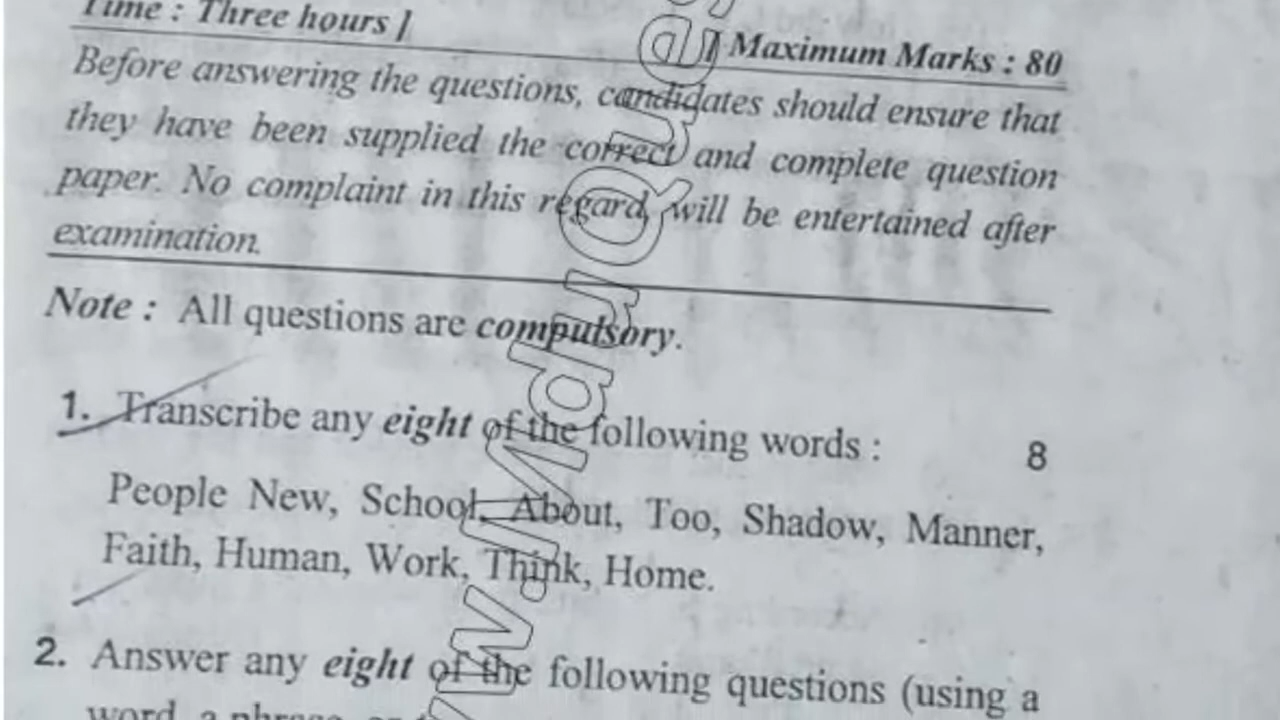 Time : Three hours ]
[ Maximum Marks : 80
Before answering the questions, candidates should ensure that
they have been supplied the correct and complete question
paper. No complaint in this regard, will be entertained after
examination.
Note : All questions are compulsory.
1. Transcribe any eight of the following words : 8
People New, School, About, Too, Shadow, Manner,
Faith, Human, Work, Think, Home.
2. Answer any eight of the following questions (using a
word, a phrase,